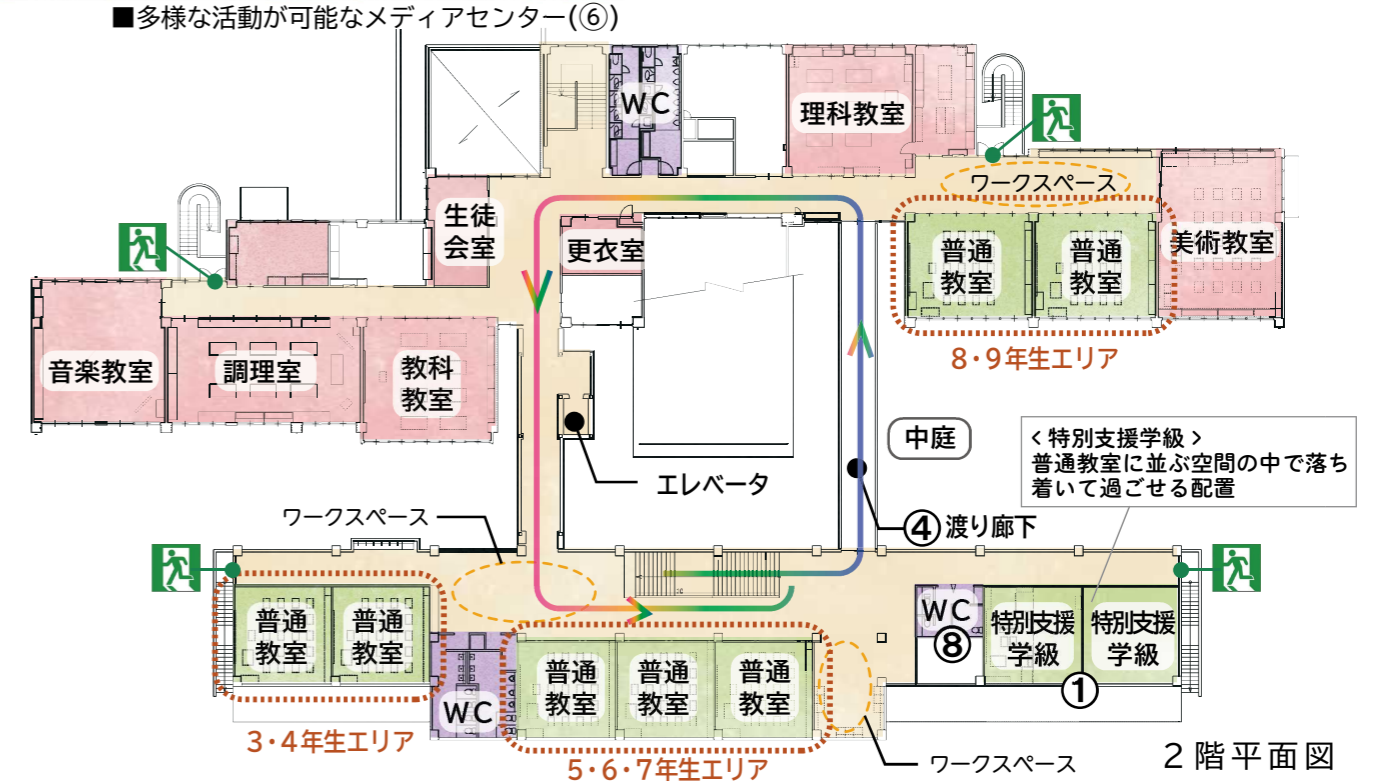 ■多様な活動が可能なメディアセンター(⑥)
WC
理科教室
ワークスペース
生徒
会室
更衣室
普通
教室
普通
教室
美術教室
8・9年生エリア
音楽教室
調理室
教科
教室
中庭
<特別支援学級>
普通教室に並ぶ空間の中で落ち
着いて過ごせる配置
エレベータ
ワークスペース
④渡り廊下
普通
教室
普通
教室
WC
⑧
特別支援
学級
特別支援
学級
①
普通
教室
普通
教室
普通
教室
WC
3・4年生エリア
5・6・7年生エリア
ワークスペース
2階平面図